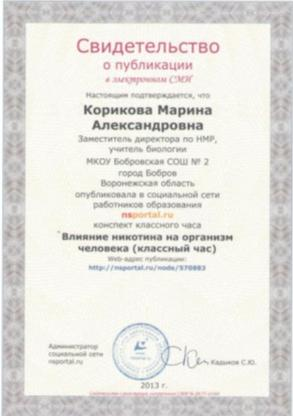 Свидетельство
о публикации
в электронном СМИ
Настоящим подтверждается, что
Корикова Марина
Александровна
Заместитель директора по НМР,
учитель биологии
МКОУ Бобровская СОШ № 2
город Бобров
Воронежская область
опубликовала в социальной сети
работников образования
nsportal.ru
конспект классного часа
"Влияние никотина на организм
человека (классный час)
Web-адрес публикации:
http://nsportal.ru/node/570883
Администратор
социальной сети
nsportal.ru
Кадыков С.Ю.
2013 г.